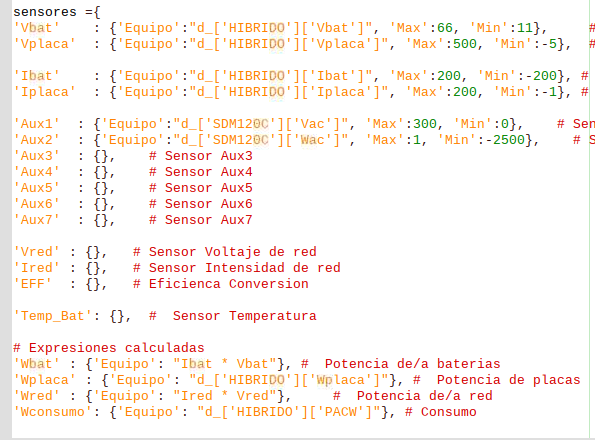 sensores ={
'Vbat'    : {'Equipo':"d_['HIBRIDO']['Vbat']", 'Max':66, 'Min':11},     #
'Vplaca'  : {'Equipo':"d_['HIBRIDO']['Vplaca']", 'Max':500, 'Min':-5},  #
'Ibat'    : {'Equipo':"d_['HIBRIDO']['Ibat']", 'Max':200, 'Min':-200}, #
'Iplaca'  : {'Equipo':"d_['HIBRIDO']['Iplaca']", 'Max':200, 'Min':-1}, #
'Aux1'  : {'Equipo':"d_['SDM120C']['Vac']", 'Max':300, 'Min':0},    # Sen
'Aux2'  : {'Equipo':"d_['SDM120C']['Wac']", 'Max':1, 'Min':-2500},    # S
'Aux3'  : {},    # Sensor Aux3
'Aux4'  : {},    # Sensor Aux4
'Aux5'  : {},    # Sensor Aux5
'Aux6'  : {},    # Sensor Aux6
'Aux7'  : {},    # Sensor Aux7
'Vred' : {},   # Sensor Voltaje de red
'Ired' : {},   # Sensor Intensidad de red
'EFF'  : {},   # Eficienca Conversion
'Temp_Bat': {},  #  Sensor Temperatura
# Expresiones calculadas
'Wbat' : {'Equipo': "Ibat * Vbat"}, #  Potencia de/a baterias
'Wplaca' : {'Equipo': "d_['HIBRIDO']['Wplaca']"}, #  Potencia de placas
'Wred' : {'Equipo': "Ired * Vred"},     #  Potencia de/a red
'Wconsumo': {'Equipo': "d_['HIBRIDO']['PACW']"}, # Consumo